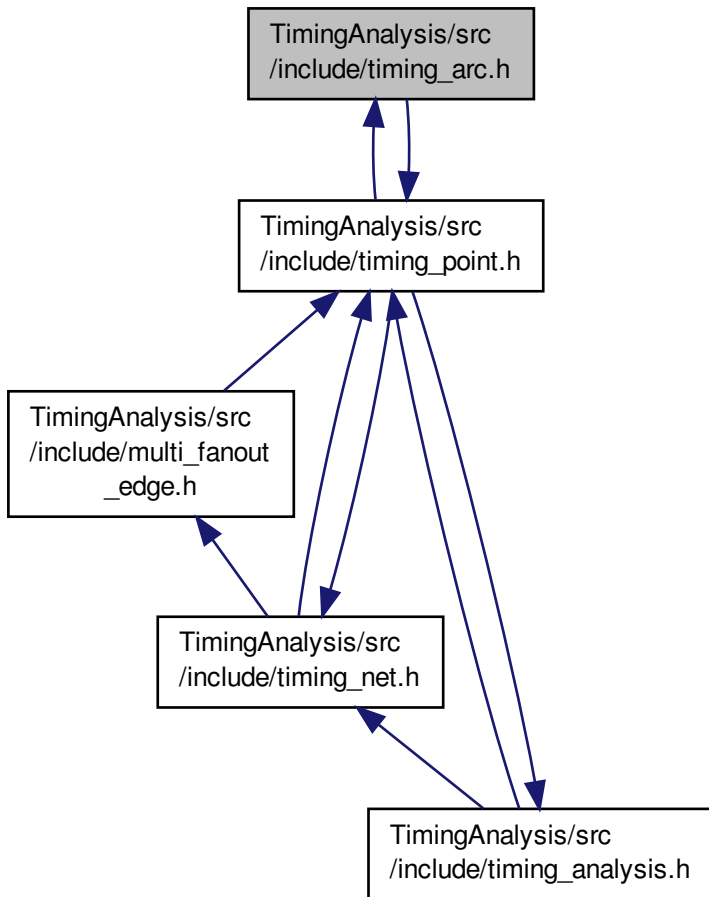 TimingAnalysis/src
/include/timing_arc.h
TimingAnalysis/src
/include/timing_point.h
TimingAnalysis/src
/include/multi_fanout
_edge.h
TimingAnalysis/src
/include/timing_net.h
TimingAnalysis/src
/include/timing_analysis.h